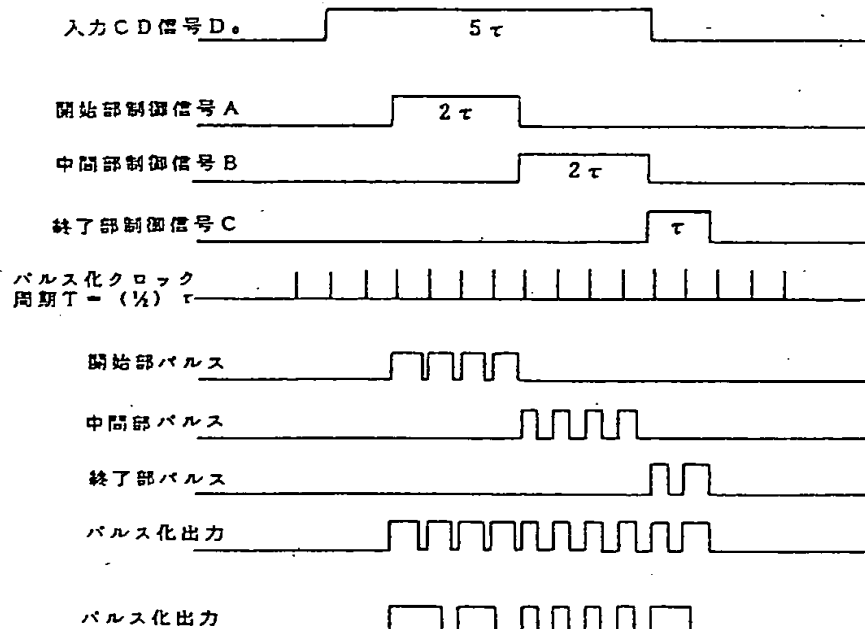 入力CD信号D。
5τ
開始部制御信号A
2τ
中間部制御信号B
2τ
終了部制御信号C
τ
パルス化クロック
周期T=(½)τ
開始部パルス
中間部パルス
終了部パルス
パルス化出力
パルス化出力